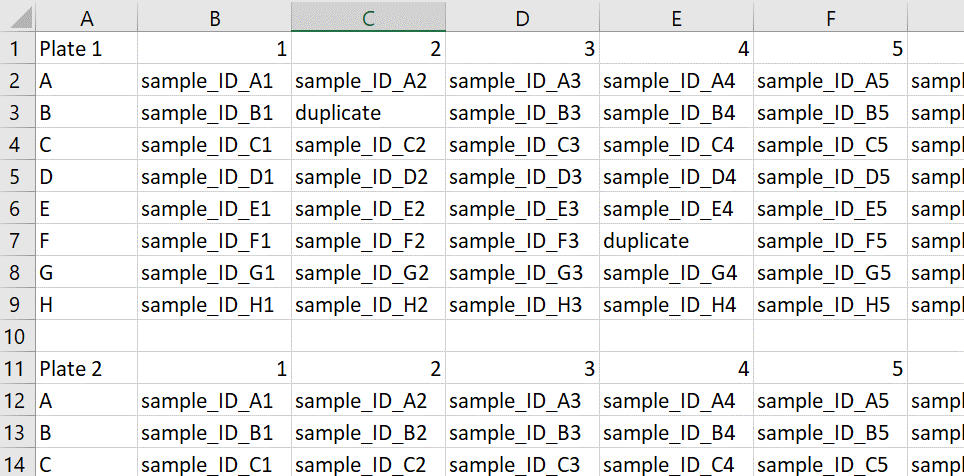 A B C D E F
1 Plate 1 1 2 3 4 5
2 A sample_ID_A1 sample_ID_A2 sample_ID_A3 sample_ID_A4 sample_ID_A5 sampl
3 B sample_ID_B1 duplicate sample_ID_B3 sample_ID_B4 sample_ID_B5 sampl
4 C sample_ID_C1 sample_ID_C2 sample_ID_C3 sample_ID_C4 sample_ID_C5 sampl
5 D sample_ID_D1 sample_ID_D2 sample_ID_D3 sample_ID_D4 sample_ID_D5 sampl
6 E sample_ID_E1 sample_ID_E2 sample_ID_E3 sample_ID_E4 sample_ID_E5 sampl
7 F sample_ID_F1 sample_ID_F2 sample_ID_F3 duplicate sample_ID_F5 sampl
8 G sample_ID_G1 sample_ID_G2 sample_ID_G3 sample_ID_G4 sample_ID_G5 sampl
9 H sample_ID_H1 sample_ID_H2 sample_ID_H3 sample_ID_H4 sample_ID_H5 sampl
10
11 Plate 2 1 2 3 4 5
12 A sample_ID_A1 sample_ID_A2 sample_ID_A3 sample_ID_A4 sample_ID_A5 sampl
13 B sample_ID_B1 sample_ID_B2 sample_ID_B3 sample_ID_B4 sample_ID_B5 sampl
14 C sample_ID_C1 sample_ID_C2 sample_ID_C3 sample_ID_C4 sample_ID_C5 sampl